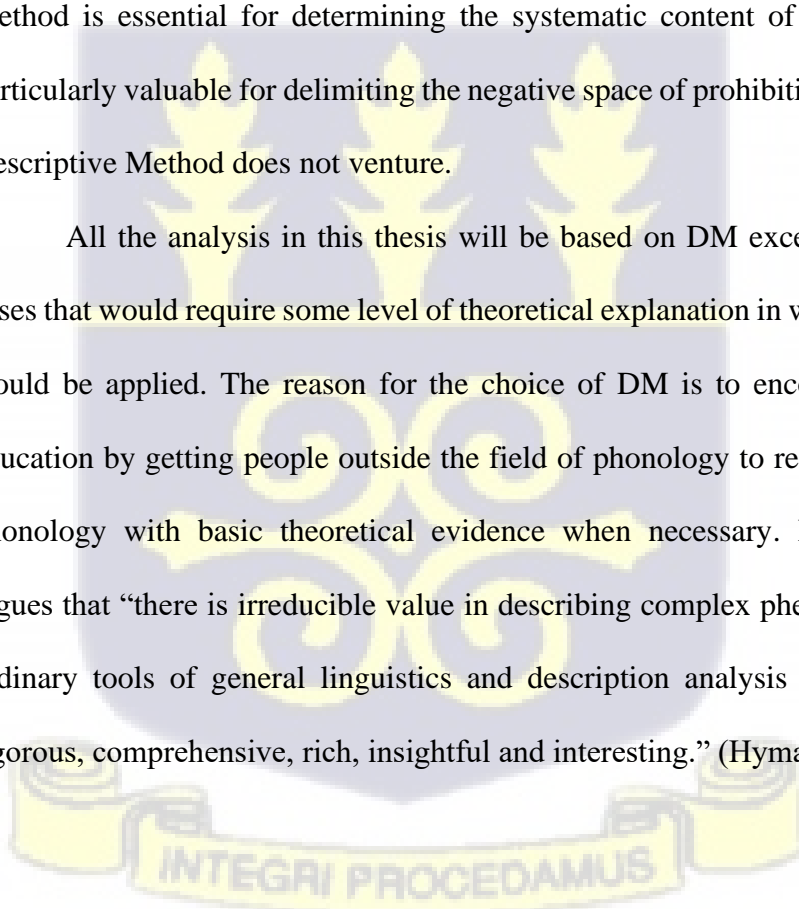 ethod is essential for determining the systematic content of
rticularly valuable for delimiting the negative space of prohibiti
escriptive Method does not venture.
All the analysis in this thesis will be based on DM exce
ses that would require some level of theoretical explanation in w
ould be applied. The reason for the choice of DM is to enco
ucation by getting people outside the field of phonology to re
onology with basic theoretical evidence when necessary.
gues that “there is irreducible value in describing complex phe
dinary tools of general linguistics and description analysis
gorous, comprehensive, rich, insightful and interesting.” (Hyma
INTEGRI PROCEDAMUS